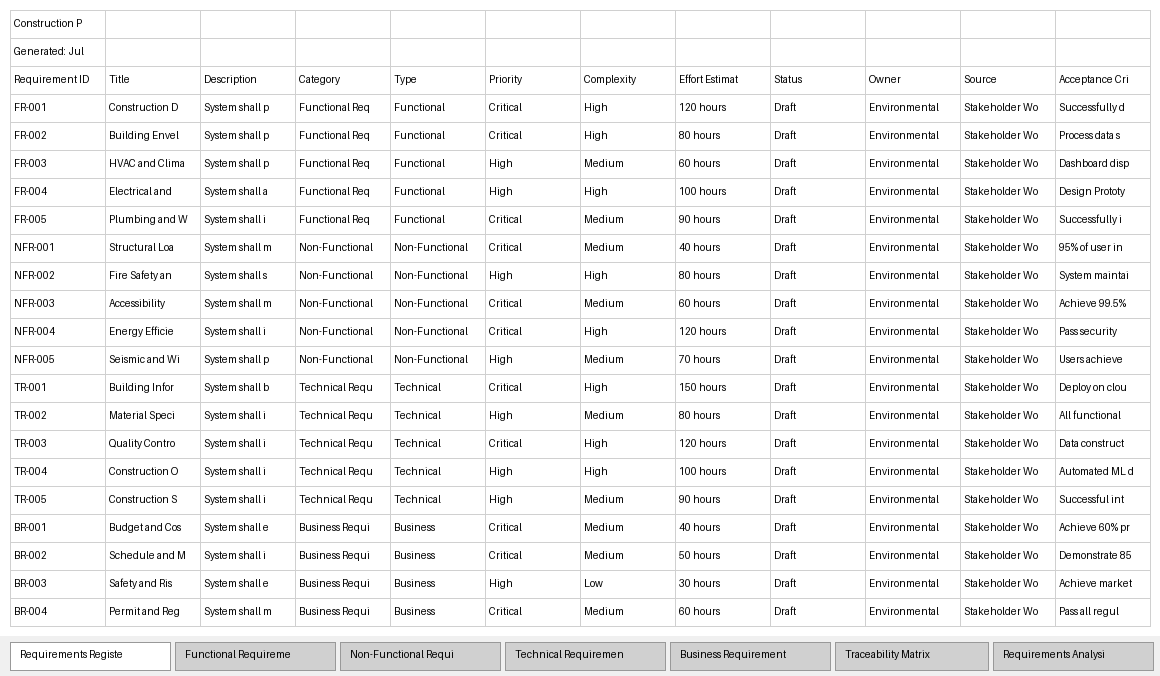 Construction P
Generated: Jul
Requirement ID Title Description Category Type Priority Complexity Effort Estimat Status Owner Source Acceptance Cri
FR-001 Construction D System shall p Functional Req Functional Critical High 120 hours Draft Environmental Stakeholder Wo Successfully d
FR-002 Building Envel System shall p Functional Req Functional Critical High 80 hours Draft Environmental Stakeholder Wo Process data s
FR-003 HVAC and Clima System shall p Functional Req Functional High Medium 60 hours Draft Environmental Stakeholder Wo Dashboard disp
FR-004 Electrical and System shall a Functional Req Functional High High 100 hours Draft Environmental Stakeholder Wo Design Prototy
FR-005 Plumbing and W System shall i Functional Req Functional Critical Medium 90 hours Draft Environmental Stakeholder Wo Successfully i
NFR-001 Structural Loa System shall m Non-Functional Non-Functional Critical Medium 40 hours Draft Environmental Stakeholder Wo 95% of user in
NFR-002 Fire Safety an System shall s Non-Functional Non-Functional High High 80 hours Draft Environmental Stakeholder Wo System maintai
NFR-003 Accessibility System shall m Non-Functional Non-Functional Critical Medium 60 hours Draft Environmental Stakeholder Wo Achieve 99.5%
NFR-004 Energy Efficie System shall i Non-Functional Non-Functional Critical High 120 hours Draft Environmental Stakeholder Wo Pass security
NFR-005 Seismic and Wi System shall p Non-Functional Non-Functional High Medium 70 hours Draft Environmental Stakeholder Wo Users achieve
TR-001 Building Infor System shall b Technical Requ Technical Critical High 150 hours Draft Environmental Stakeholder Wo Deploy on clou
TR-002 Material Speci System shall i Technical Requ Technical High Medium 80 hours Draft Environmental Stakeholder Wo All functional
TR-003 Quality Contro System shall i Technical Requ Technical Critical High 120 hours Draft Environmental Stakeholder Wo Data construct
TR-004 Construction O System shall i Technical Requ Technical High High 100 hours Draft Environmental Stakeholder Wo Automated ML d
TR-005 Construction S System shall i Technical Requ Technical High Medium 90 hours Draft Environmental Stakeholder Wo Successful int
BR-001 Budget and Cos System shall e Business Requi Business Critical Medium 40 hours Draft Environmental Stakeholder Wo Achieve 60% pr
BR-002 Schedule and M System shall i Business Requi Business Critical Medium 50 hours Draft Environmental Stakeholder Wo Demonstrate 85
BR-003 Safety and Ris System shall e Business Requi Business High Low 30 hours Draft Environmental Stakeholder Wo Achieve market
BR-004 Permit and Reg System shall m Business Requi Business Critical Medium 60 hours Draft Environmental Stakeholder Wo Pass all regul
Requirements Registe Functional Requireme Non-Functional Requi Technical Requiremen Business Requirement Traceability Matrix Requirements Analysi